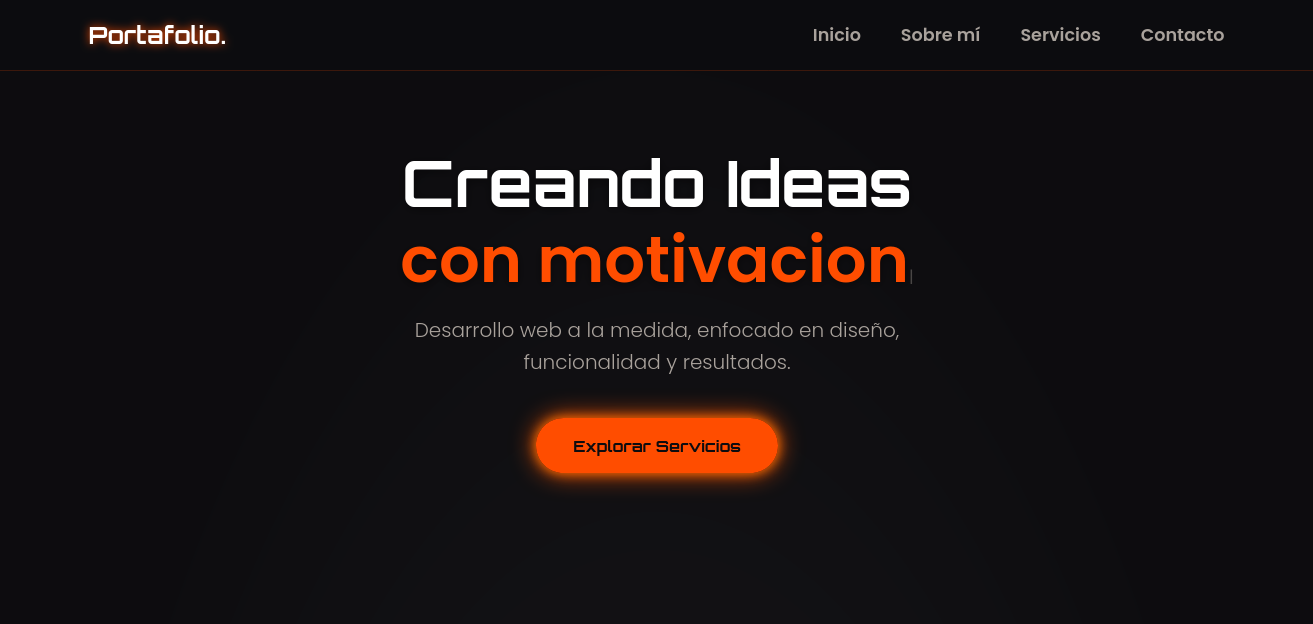 Portafolio.
Inicio Sobre mí Servicios Contacto
Creando Ideas
con motivacion|
Desarrollo web a la medida, enfocado en diseño,
funcionalidad y resultados.
Explorar Servicios